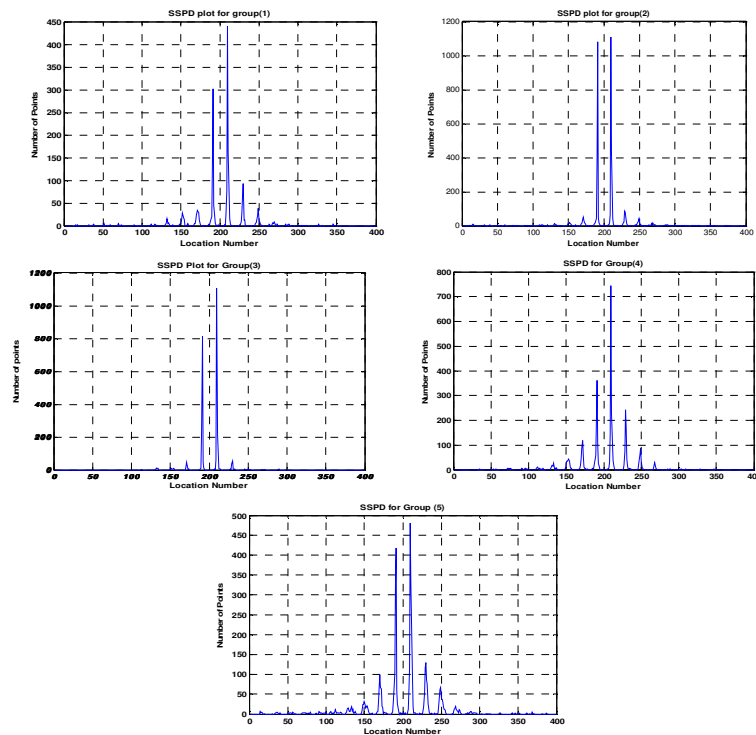 SSPD plot for group(1)
Number of Points
450
400
350
300
250
200
150
100
50
0
0 50 100 150 200 250 300 350 400
Location Number
SSPD plot for group(2)
Number of Points
1200
1000
800
600
400
200
0
0 50 100 150 200 250 300 350 400
Location Number
SSPD Plot for Group(3)
Number of points
1200
1000
800
600
400
200
0
0 50 100 150 200 250 300 350 400
Location Number
SSPD for Group(4)
Number of Points
800
700
600
500
400
300
200
100
0
0 50 100 150 200 250 300 350 400
Location Number
SSPD for Group (5)
Number of Points
500
450
400
350
300
250
200
150
100
50
0
0 50 100 150 200 250 300 350 400
Location Number